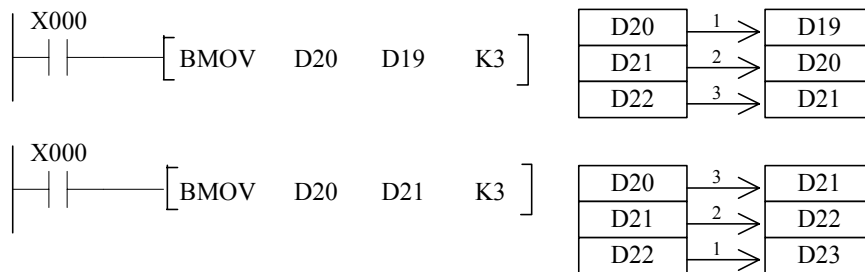 X000
BMOV D20 D19 K3
D20 1 D19
D21 2 D20
D22 3 D21
X000
BMOV D20 D21 K3
D20 3 D21
D21 2 D22
D22 1 D23